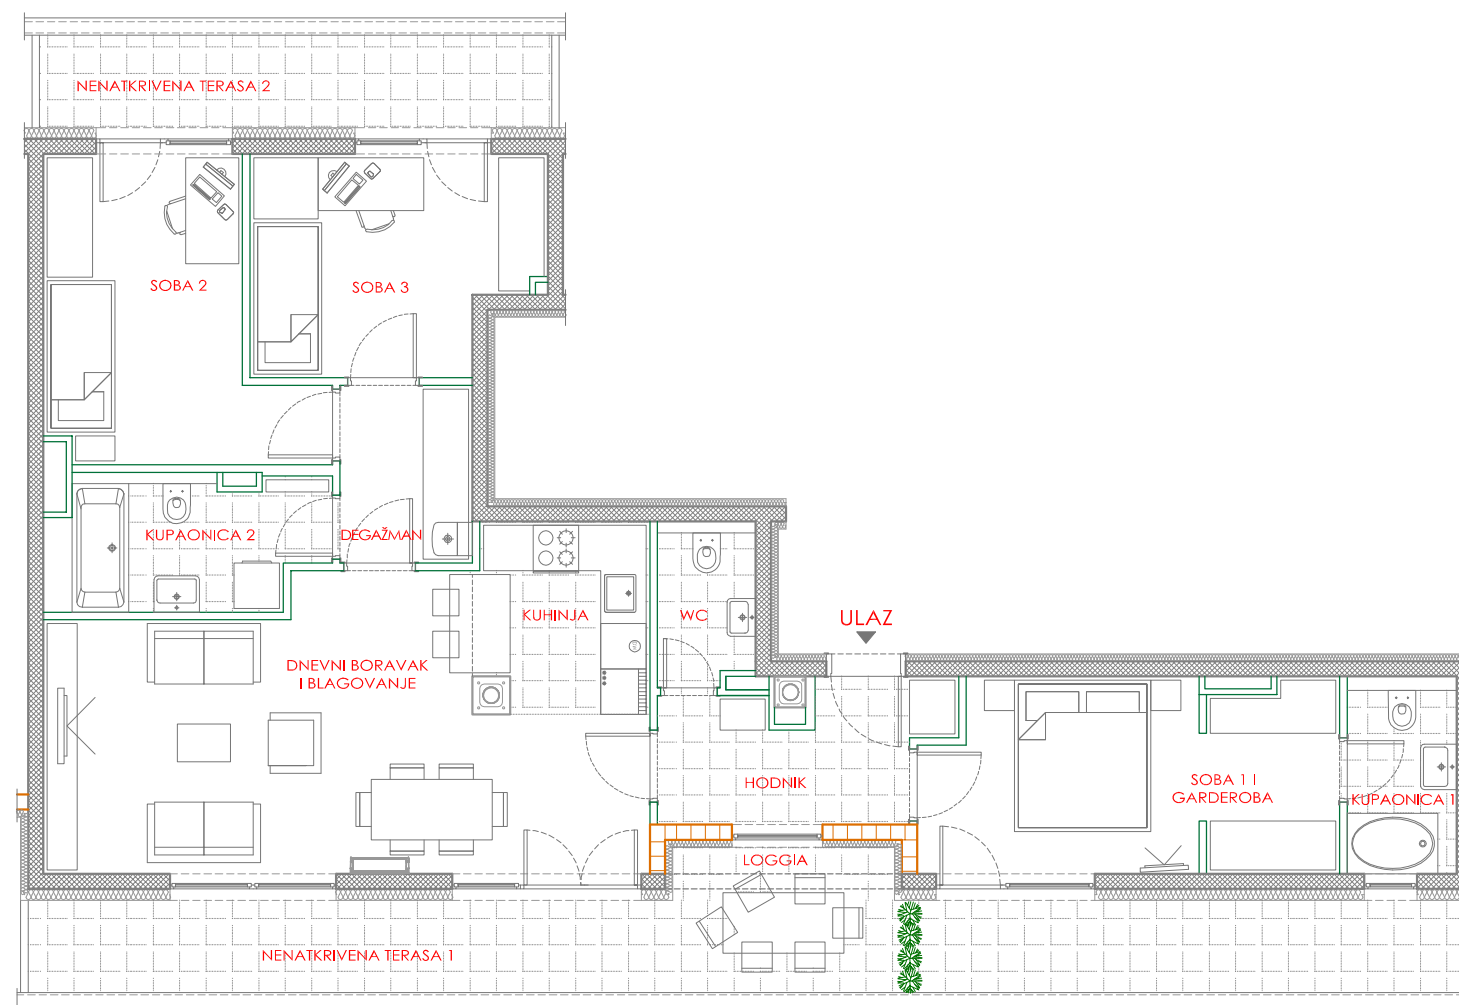 NENATKRIVENA TERASA 2
SOBA 2
SOBA 3
KUPAONICA 2
DEGAŽMAN
KUHINJA
WC
ULAZ
DNEVNI BORAVAK
I BLAGOVANJE
HODNIK
SOBA 1 I
GARDEROBA
KUPAONICA 1
LOGGIA
NENATKRIVENA TERASA 1